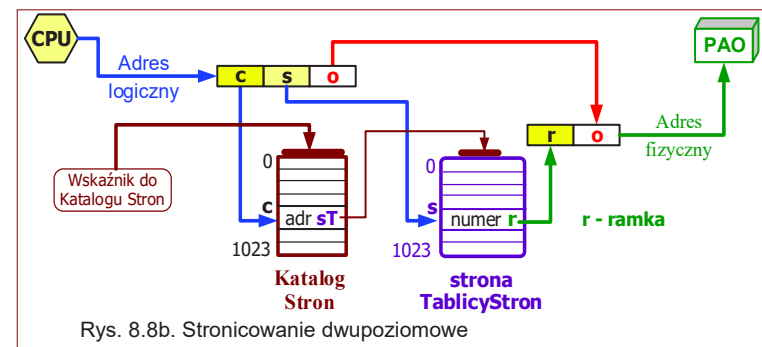 CPU
PAO
Adres
logiczny
c s o
r o
Adres
fizyczny
Wskaźnik do
Katalogu Stron
0
c
adr sT
1023
0
s
numer r
1023
r - ramka
Katalog
Stron
strona
TablicyStron
Rys. 8.8b. Stronicowanie dwupoziomowe